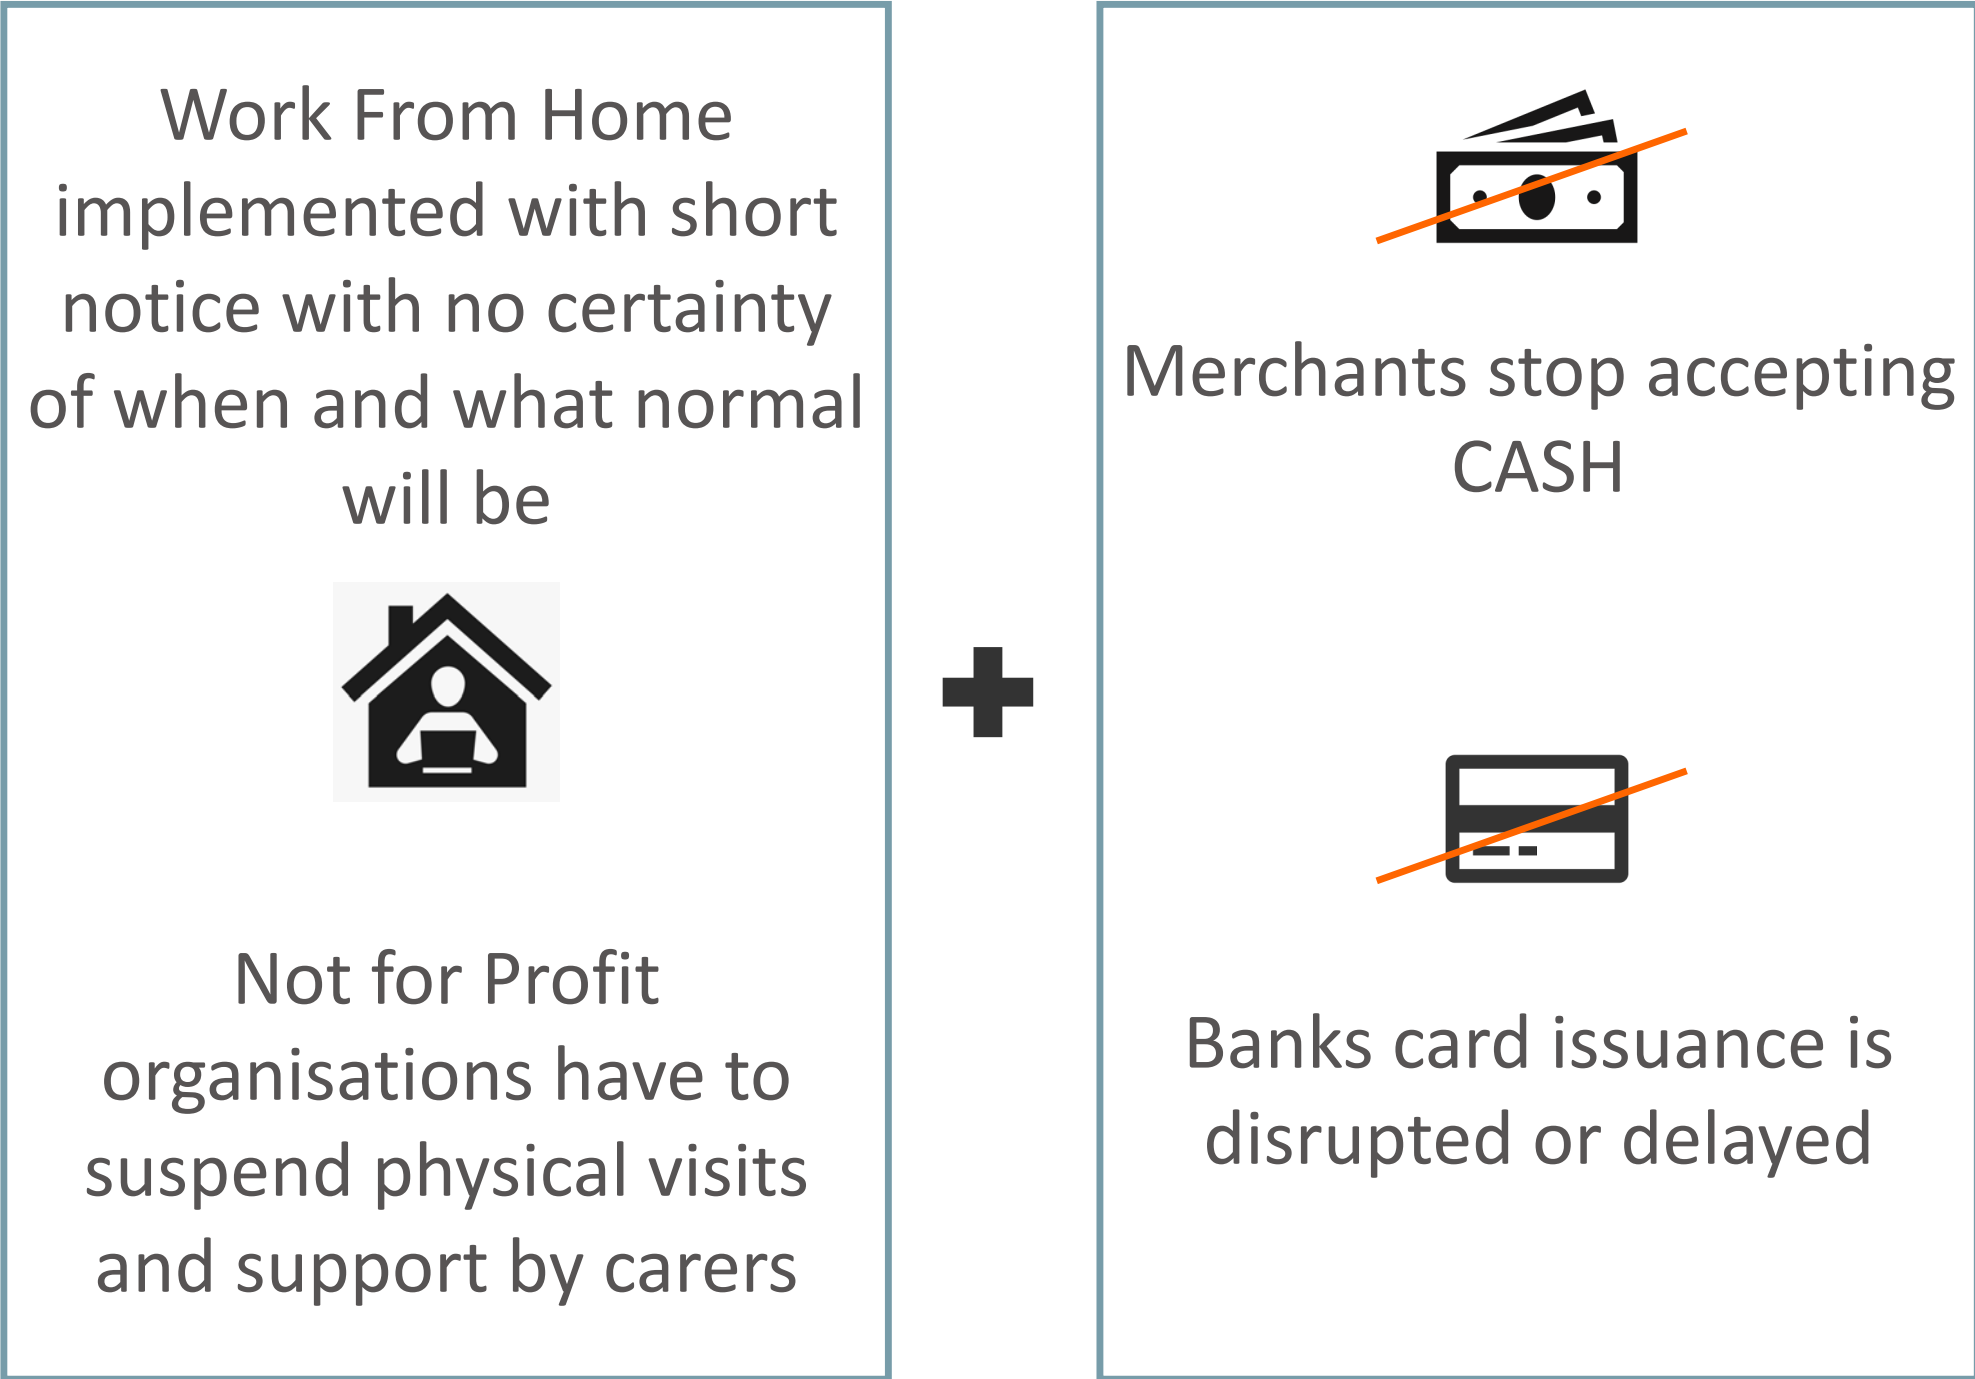 Work From Home
implemented with short
notice with no certainty
of when and what normal
will be
Not for Profit
organisations have to
suspend physical visits
and support by carers
Merchants stop accepting
CASH
Banks card issuance is
disrupted or delayed